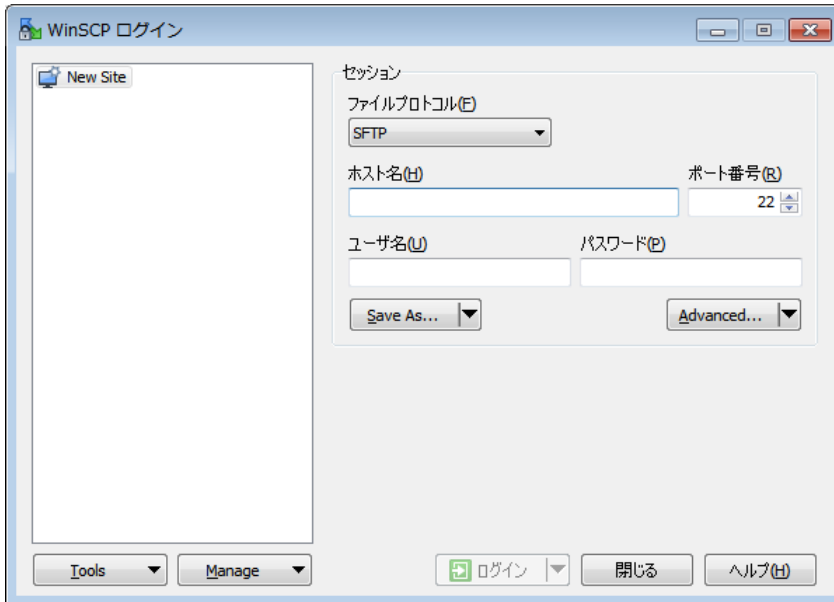 WinSCP ログイン
New Site
セッション
ファイルプロトコル(F)
SFTP
ホスト名(H)
ポート番号(R)
22
ユーザ名(U)
パスワード(P)
Save As...
Advanced...
Tools
Manage
ログイン
閉じる
ヘルプ(H)